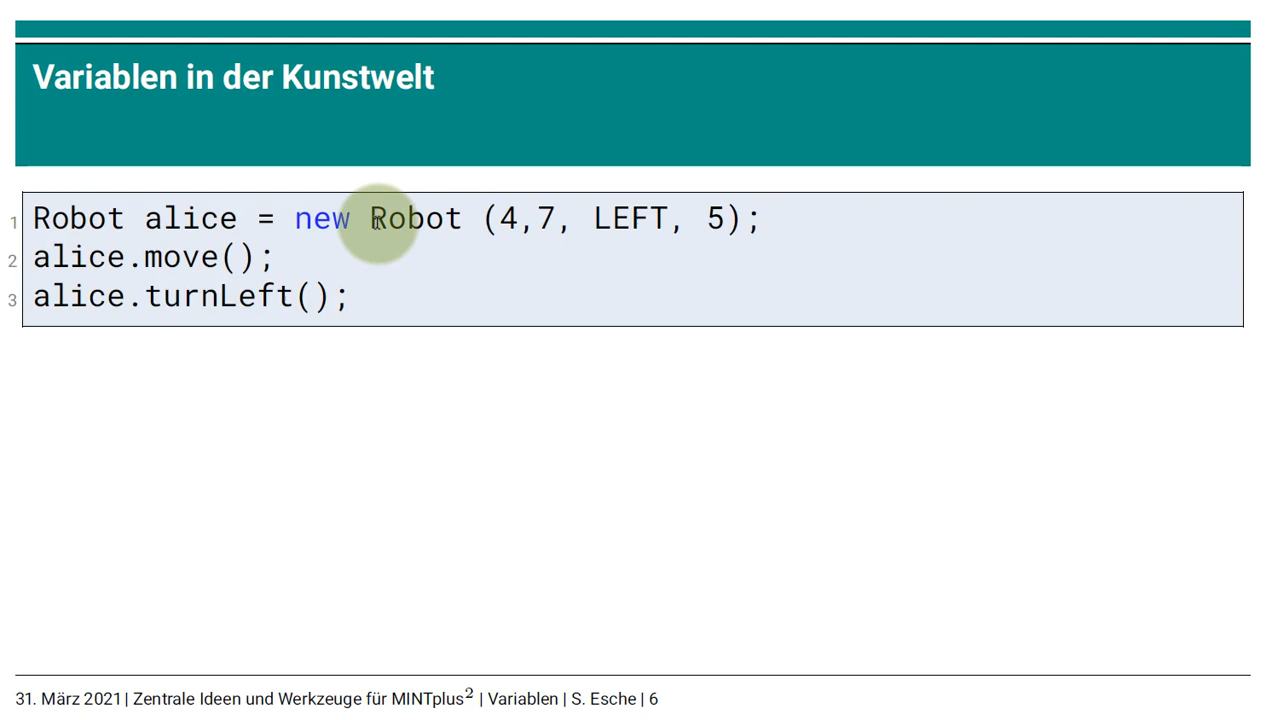 Variablen in der Kunstwelt
1 Robot alice = new Robot (4,7, LEFT, 5);
2 alice.move();
3 alice.turnLeft();
31. März 2021 | Zentrale Ideen und Werkzeuge für MINTplus² | Variablen | S. Esche | 6